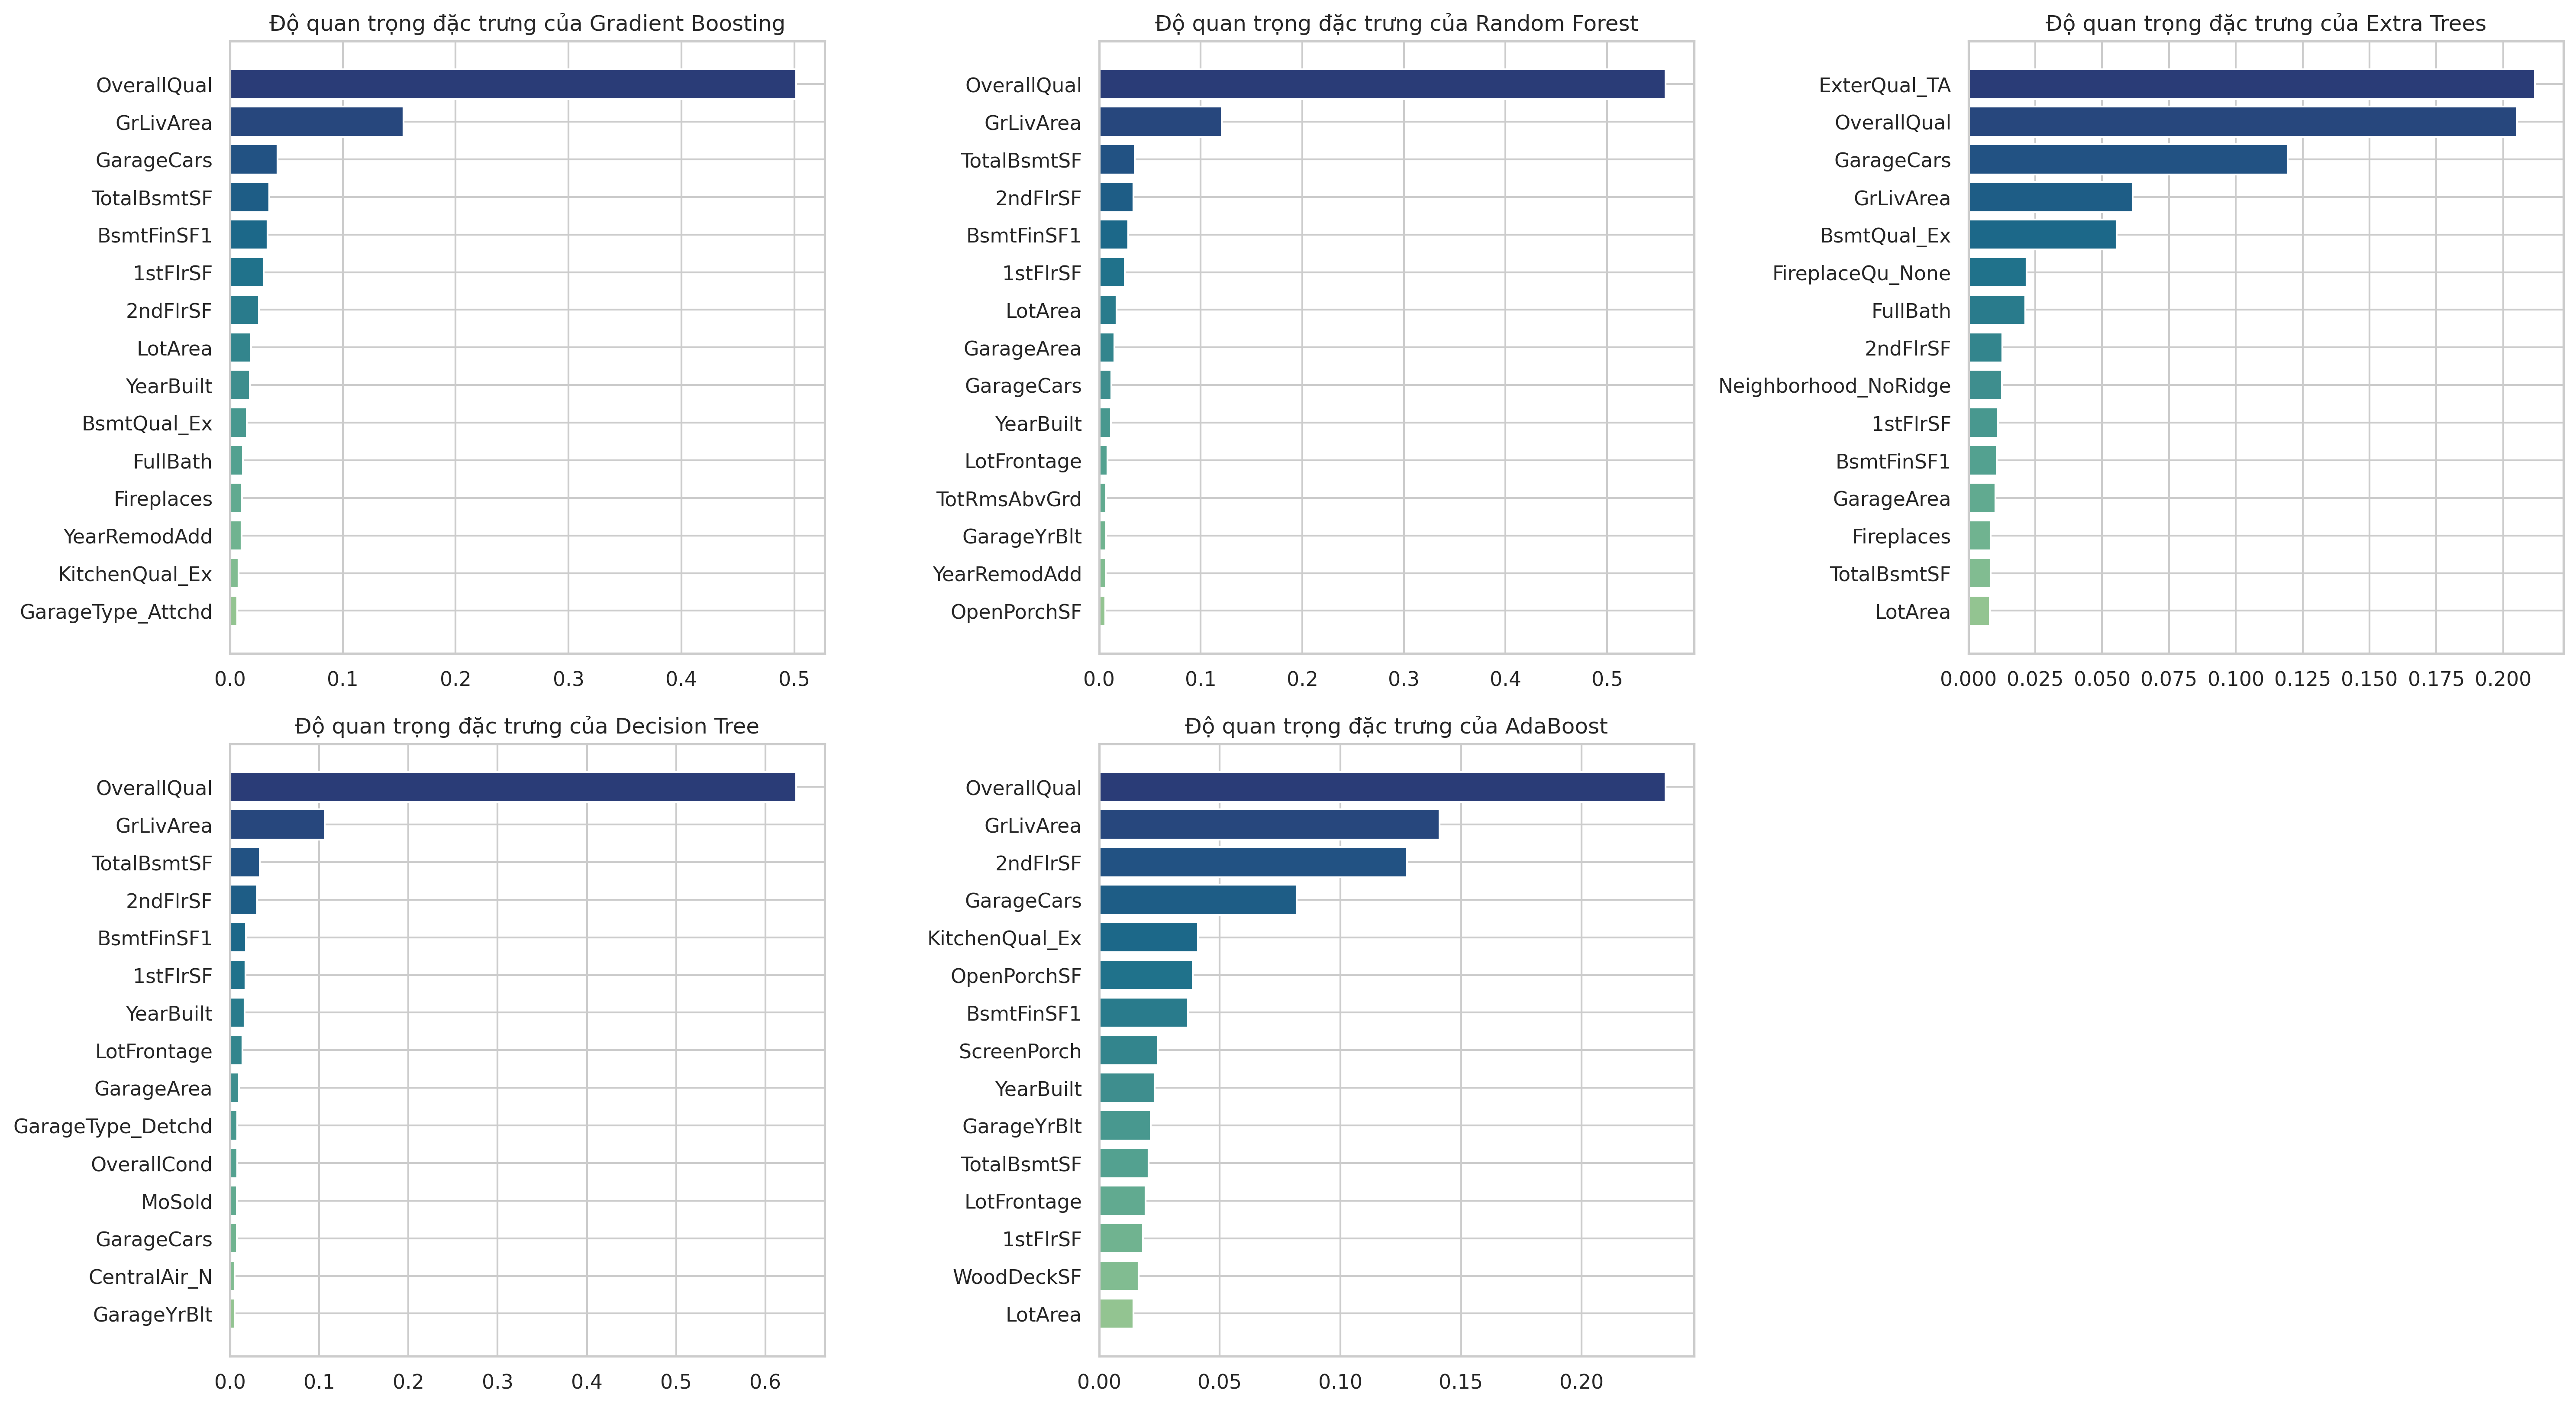 Độ quan trọng đặc trưng của Gradient Boosting
OverallQual
GrLivArea
GarageCars
TotalBsmtSF
BsmtFinSF1
1stFlrSF
2ndFlrSF
LotArea
YearBuilt
BsmtQual_Ex
FullBath
Fireplaces
YearRemodAdd
KitchenQual_Ex
GarageType_Attchd
0.0 0.1 0.2 0.3 0.4 0.5
Độ quan trọng đặc trưng của Random Forest
OverallQual
GrLivArea
TotalBsmtSF
2ndFlrSF
BsmtFinSF1
1stFlrSF
LotArea
GarageArea
GarageCars
YearBuilt
LotFrontage
TotRmsAbvGrd
GarageYrBlt
YearRemodAdd
OpenPorchSF
0.0 0.1 0.2 0.3 0.4 0.5
Độ quan trọng đặc trưng của Extra Trees
ExterQual_TA
OverallQual
GarageCars
GrLivArea
BsmtQual_Ex
FireplaceQu_None
FullBath
2ndFlrSF
Neighborhood_NoRidge
1stFlrSF
BsmtFinSF1
GarageArea
Fireplaces
TotalBsmtSF
LotArea
0.000 0.025 0.050 0.075 0.100 0.125 0.150 0.175 0.200
Độ quan trọng đặc trưng của Decision Tree
OverallQual
GrLivArea
TotalBsmtSF
2ndFlrSF
BsmtFinSF1
1stFlrSF
YearBuilt
LotFrontage
GarageArea
GarageType_Detchd
OverallCond
MoSold
GarageCars
CentralAir_N
GarageYrBlt
0.0 0.1 0.2 0.3 0.4 0.5 0.6
Độ quan trọng đặc trưng của AdaBoost
OverallQual
GrLivArea
2ndFlrSF
GarageCars
KitchenQual_Ex
OpenPorchSF
BsmtFinSF1
ScreenPorch
YearBuilt
GarageYrBlt
TotalBsmtSF
LotFrontage
1stFlrSF
WoodDeckSF
LotArea
0.00 0.05 0.10 0.15 0.20